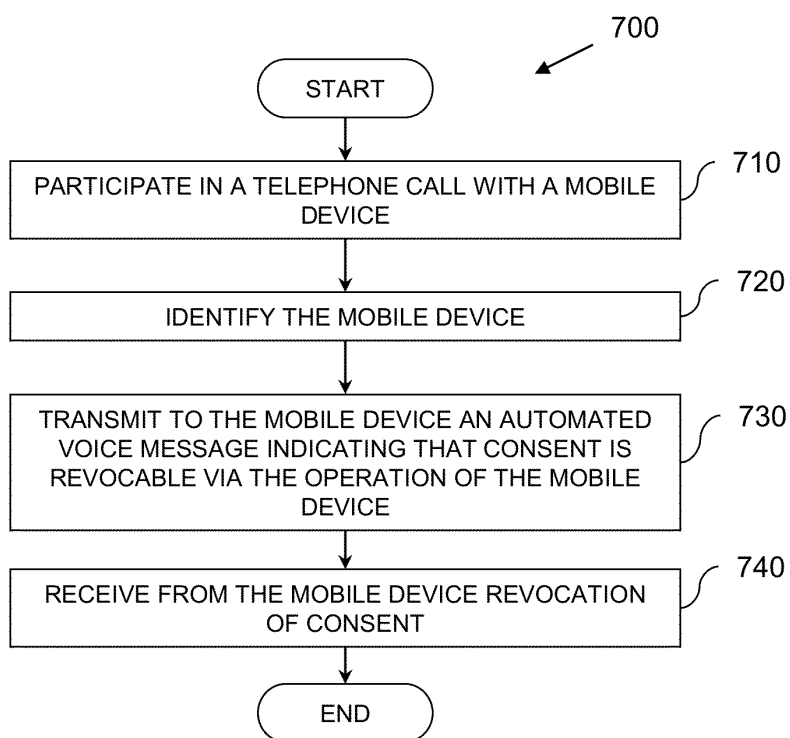 700
START
PARTICIPATE IN A TELEPHONE CALL WITH A MOBILE
DEVICE
710
IDENTIFY THE MOBILE DEVICE
720
TRANSMIT TO THE MOBILE DEVICE AN AUTOMATED
VOICE MESSAGE INDICATING THAT CONSENT IS
REVOCABLE VIA THE OPERATION OF THE MOBILE
DEVICE
730
RECEIVE FROM THE MOBILE DEVICE REVOCATION
OF CONSENT
740
END